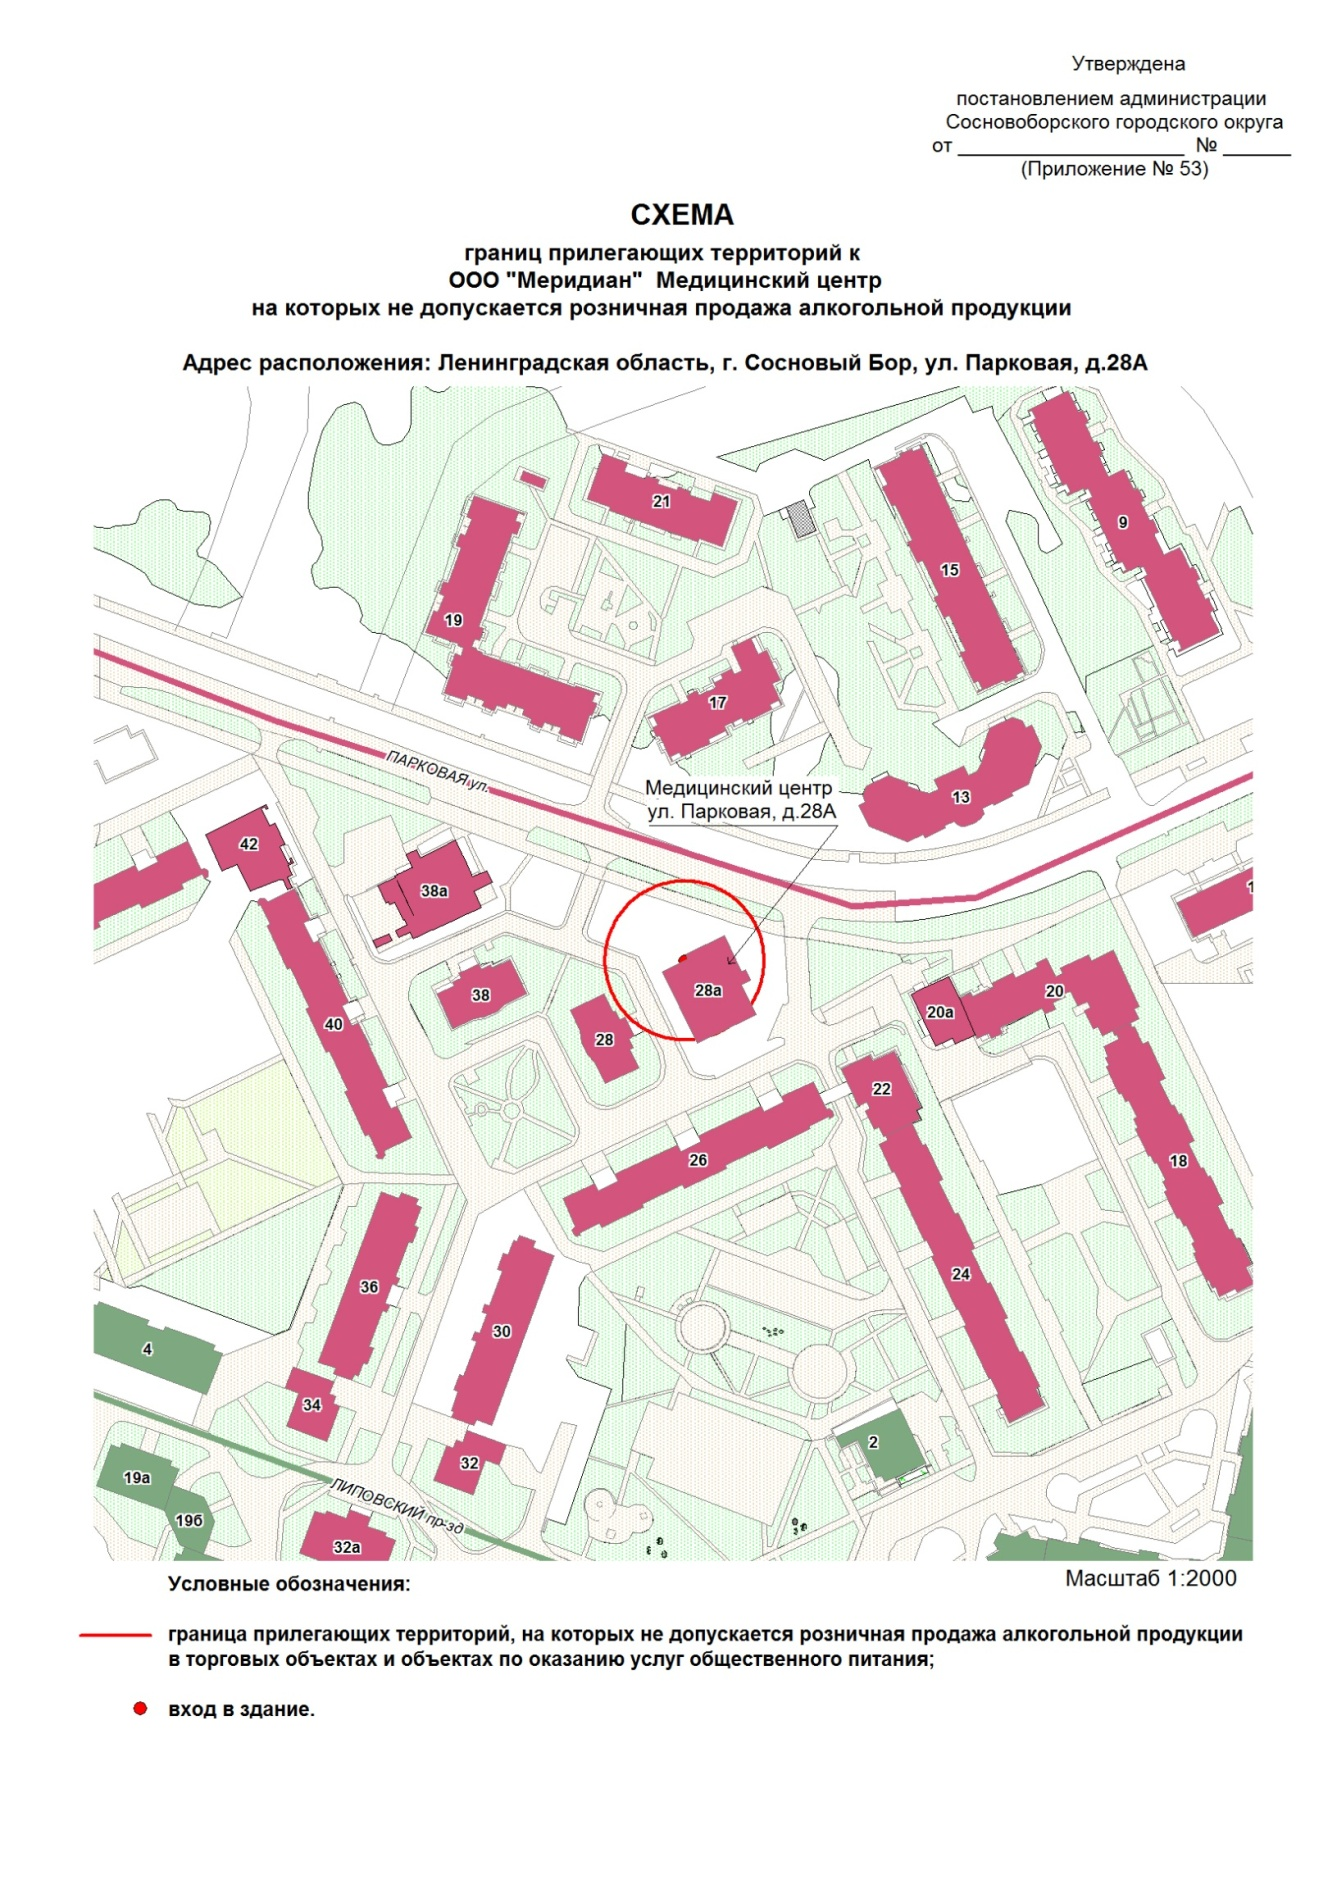 Утверждена
постановлением администрации
Сосновоборского городского округа
от ____________________ № ______
(Приложение № 53)
СХЕМА
границ прилегающих территорий к
ООО "Меридиан" Медицинский центр
на которых не допускается розничная продажа алкогольной продукции
Адрес расположения: Ленинградская область, г. Сосновый Бор, ул. Парковая, д.28А
21
9
15
19
17
ПАРКОВАЯ ул.
Медицинский центр
ул. Парковая, д.28А
13
42
38а
38
28а
20
20а
40
28
22
26
18
24
36
30
4
34
2
32
19а
ЛИПОВСКИЙ пр-зд
19б
32а
Масштаб 1:2000
Условные обозначения:
граница прилегающих территорий, на которых не допускается розничная продажа алкогольной продукции
в торговых объектах и объектах по оказанию услуг общественного питания;
вход в здание.